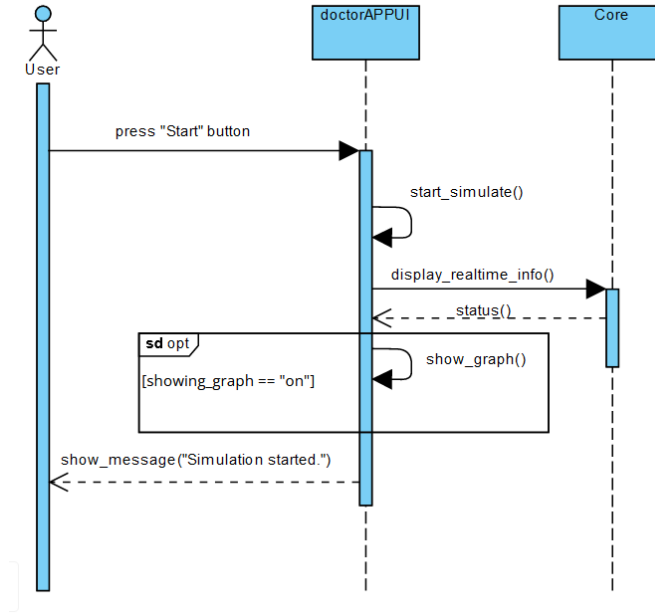 User
doctorAPPUI
Core
press "Start" button
start_simulate()
display_realtime_info()
status()
sd opt
show_graph()
[showing_graph == "on"]
show_message("Simulation started.")